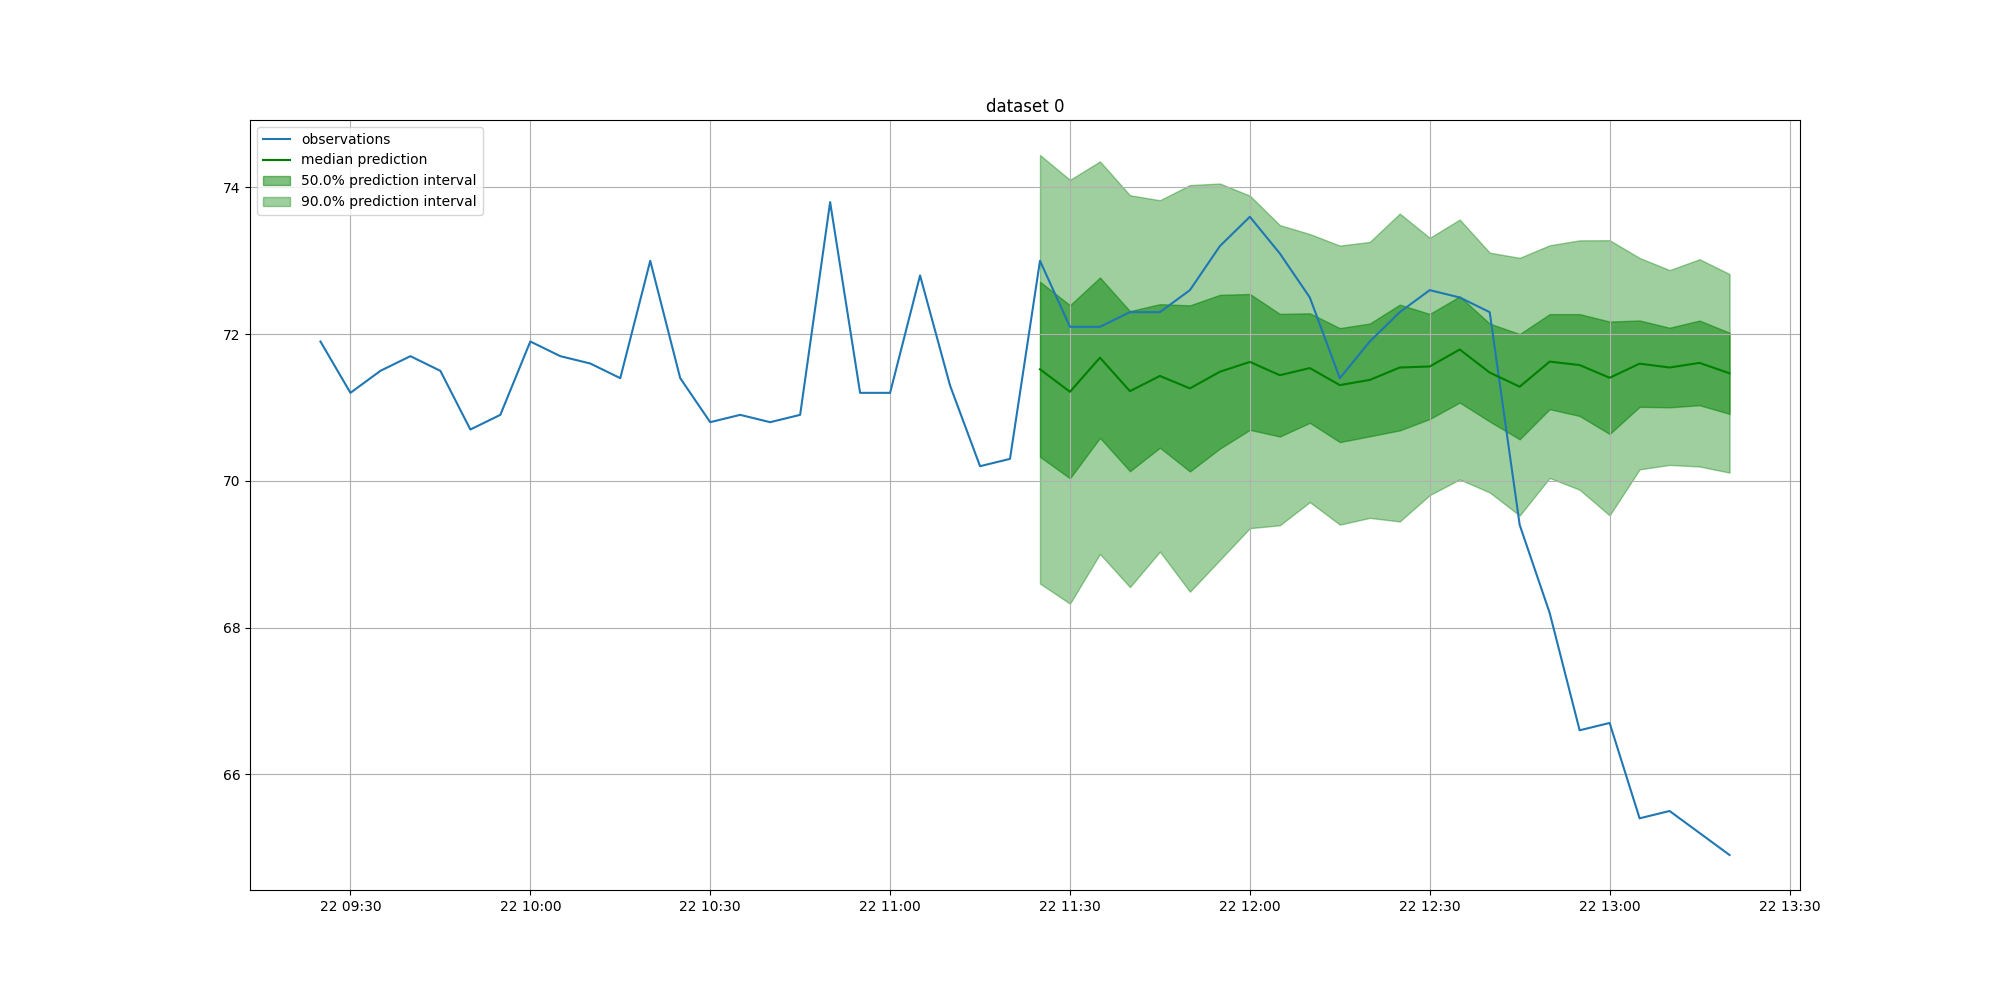 dataset 0
observations
median prediction
50.0% prediction interval
90.0% prediction interval
74
72
70
68
66
22 09:30 22 10:00 22 10:30 22 11:00 22 11:30 22 12:00 22 12:30 22 13:00 22 13:30